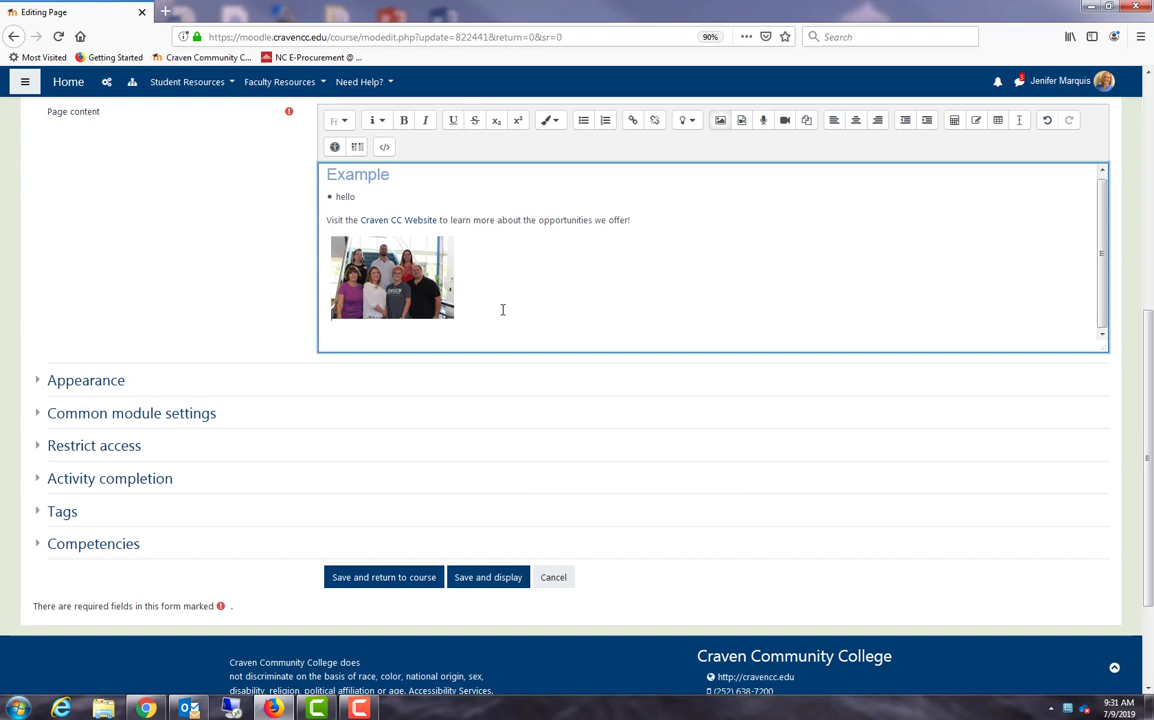 Editing Page
https://moodle.cravencc.edu/course/modedit.php?update=822441&return=0&sr=0
90%
Search
Most Visited
Getting Started
Craven Community C...
NC E-Procurement @ ...
Home
Student Resources
Faculty Resources
Need Help?
Jenifer Marquis
Page content
Example
hello
Visit the Craven CC Website to learn more about the opportunities we offer!
Appearance
Common module settings
Restrict access
Activity completion
Tags
Competencies
Save and return to course
Save and display
Cancel
There are required fields in this form marked .
Craven Community College does
not discriminate on the basis of race, color, national origin, sex,
disability, religion, political affiliation or age. Accessibility Services.
Craven Community College
http://cravencc.edu
(252) 638-7200
9:31 AM
7/9/2019